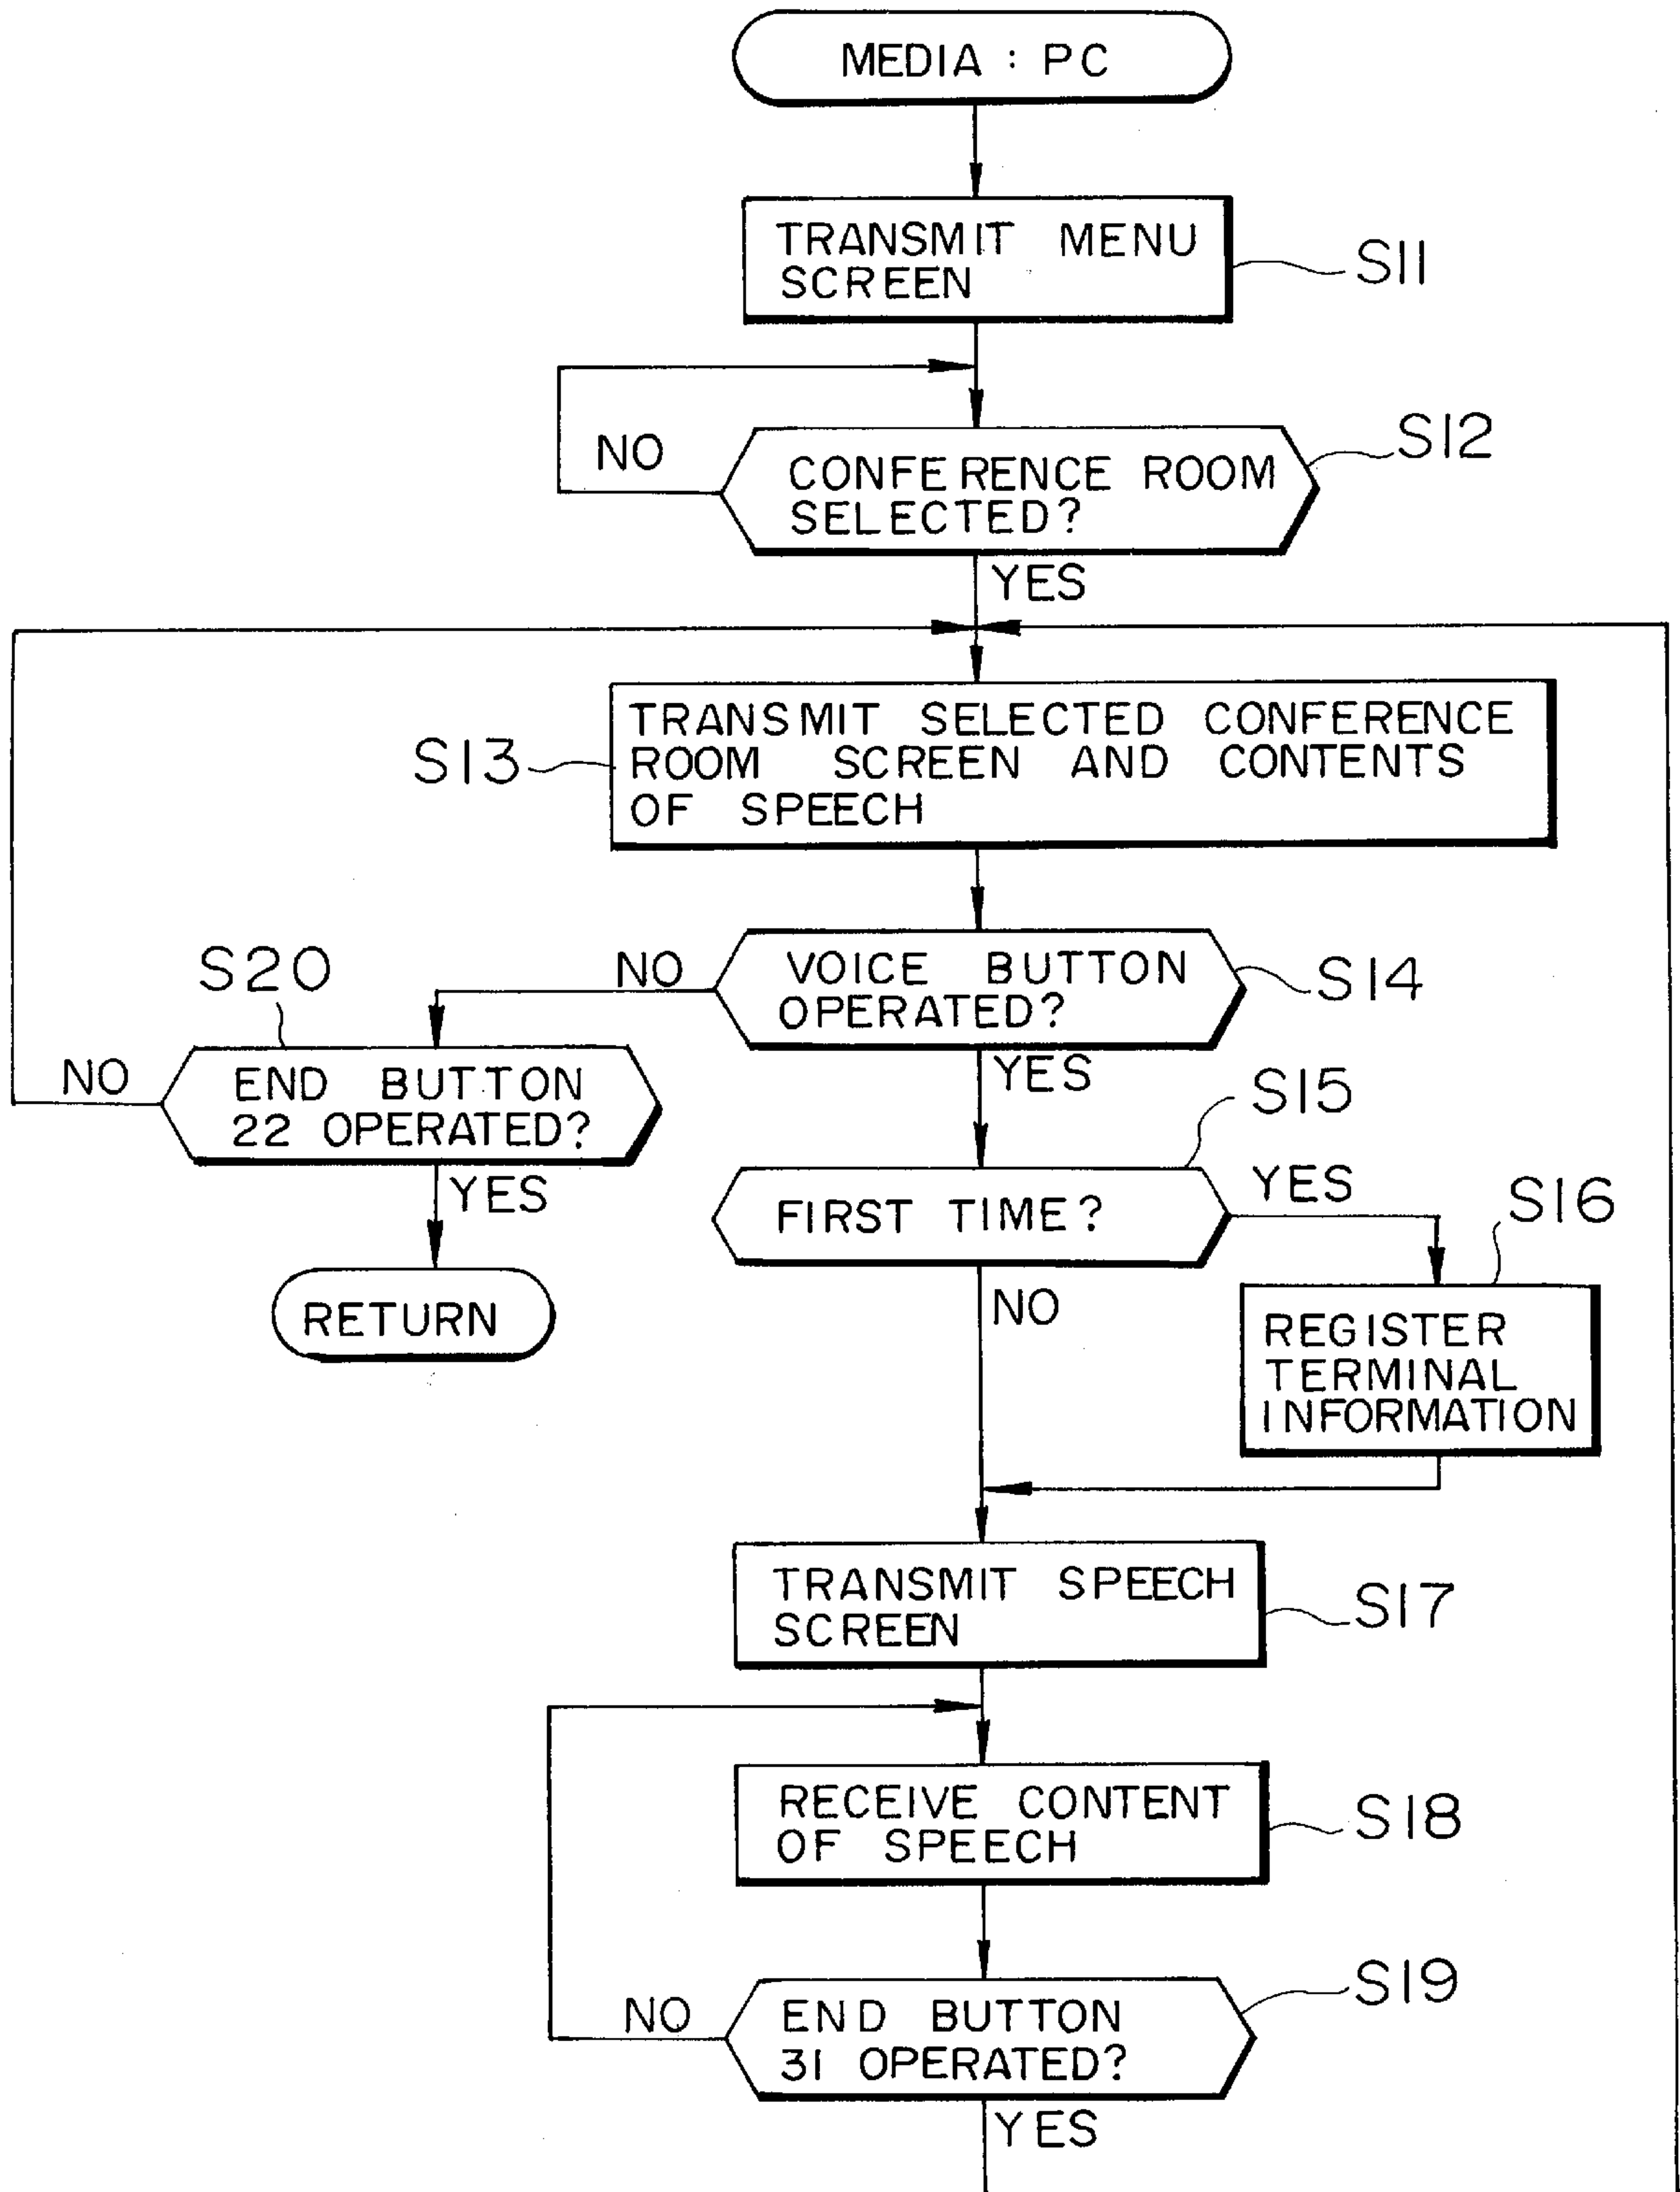 MEDIA : PC
TRANSMIT MENU
SCREEN
S11
NO
CONFERENCE ROOM
SELECTED?
S12
YES
S13
TRANSMIT SELECTED CONFERENCE
ROOM SCREEN AND CONTENTS
OF SPEECH
NO
VOICE BUTTON
OPERATED?
S14
YES
S20
NO
END BUTTON
22 OPERATED?
YES
RETURN
S15
FIRST TIME?
YES
NO
S16
REGISTER
TERMINAL
INFORMATION
TRANSMIT SPEECH
SCREEN
S17
RECEIVE CONTENT
OF SPEECH
S18
NO
END BUTTON
31 OPERATED?
S19
YES